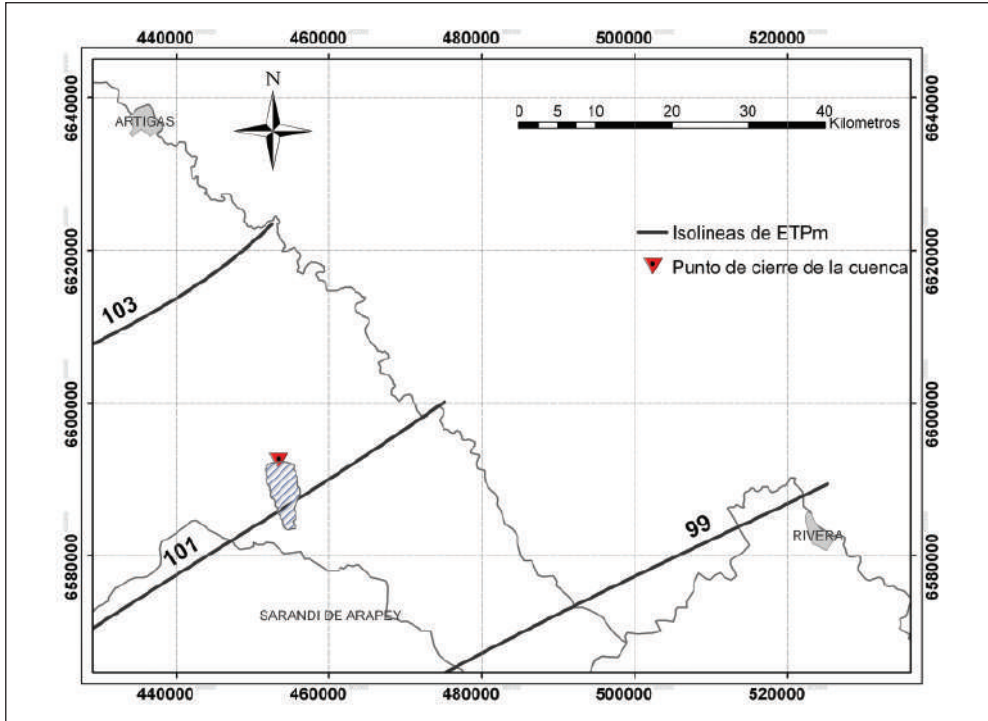 440000 460000 480000 500000 520000
6640000 6640000
ARTIGAS
N
0 5 10 20 30 40
Kilometros
Isolineas de ETPm
Punto de cierre de la cuenca
6620000 6620000
103
6600000 6600000
101
99
RIVERA
6580000 6580000
SARANDI DE ARAPEY
440000 460000 480000 500000 520000